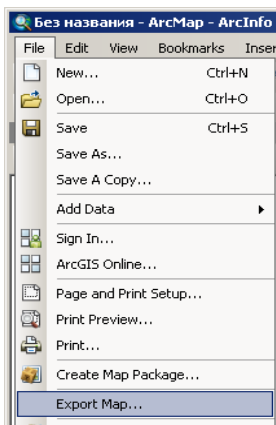 Без названия - ArcMap - ArcInfo
File Edit View Bookmarks Inser
New... Ctrl+N
Open... Ctrl+O
Save Ctrl+S
Save As...
Save A Copy...
Add Data
Sign In...
ArcGIS Online...
Page and Print Setup...
Print Preview...
Print...
Create Map Package...
Export Map...